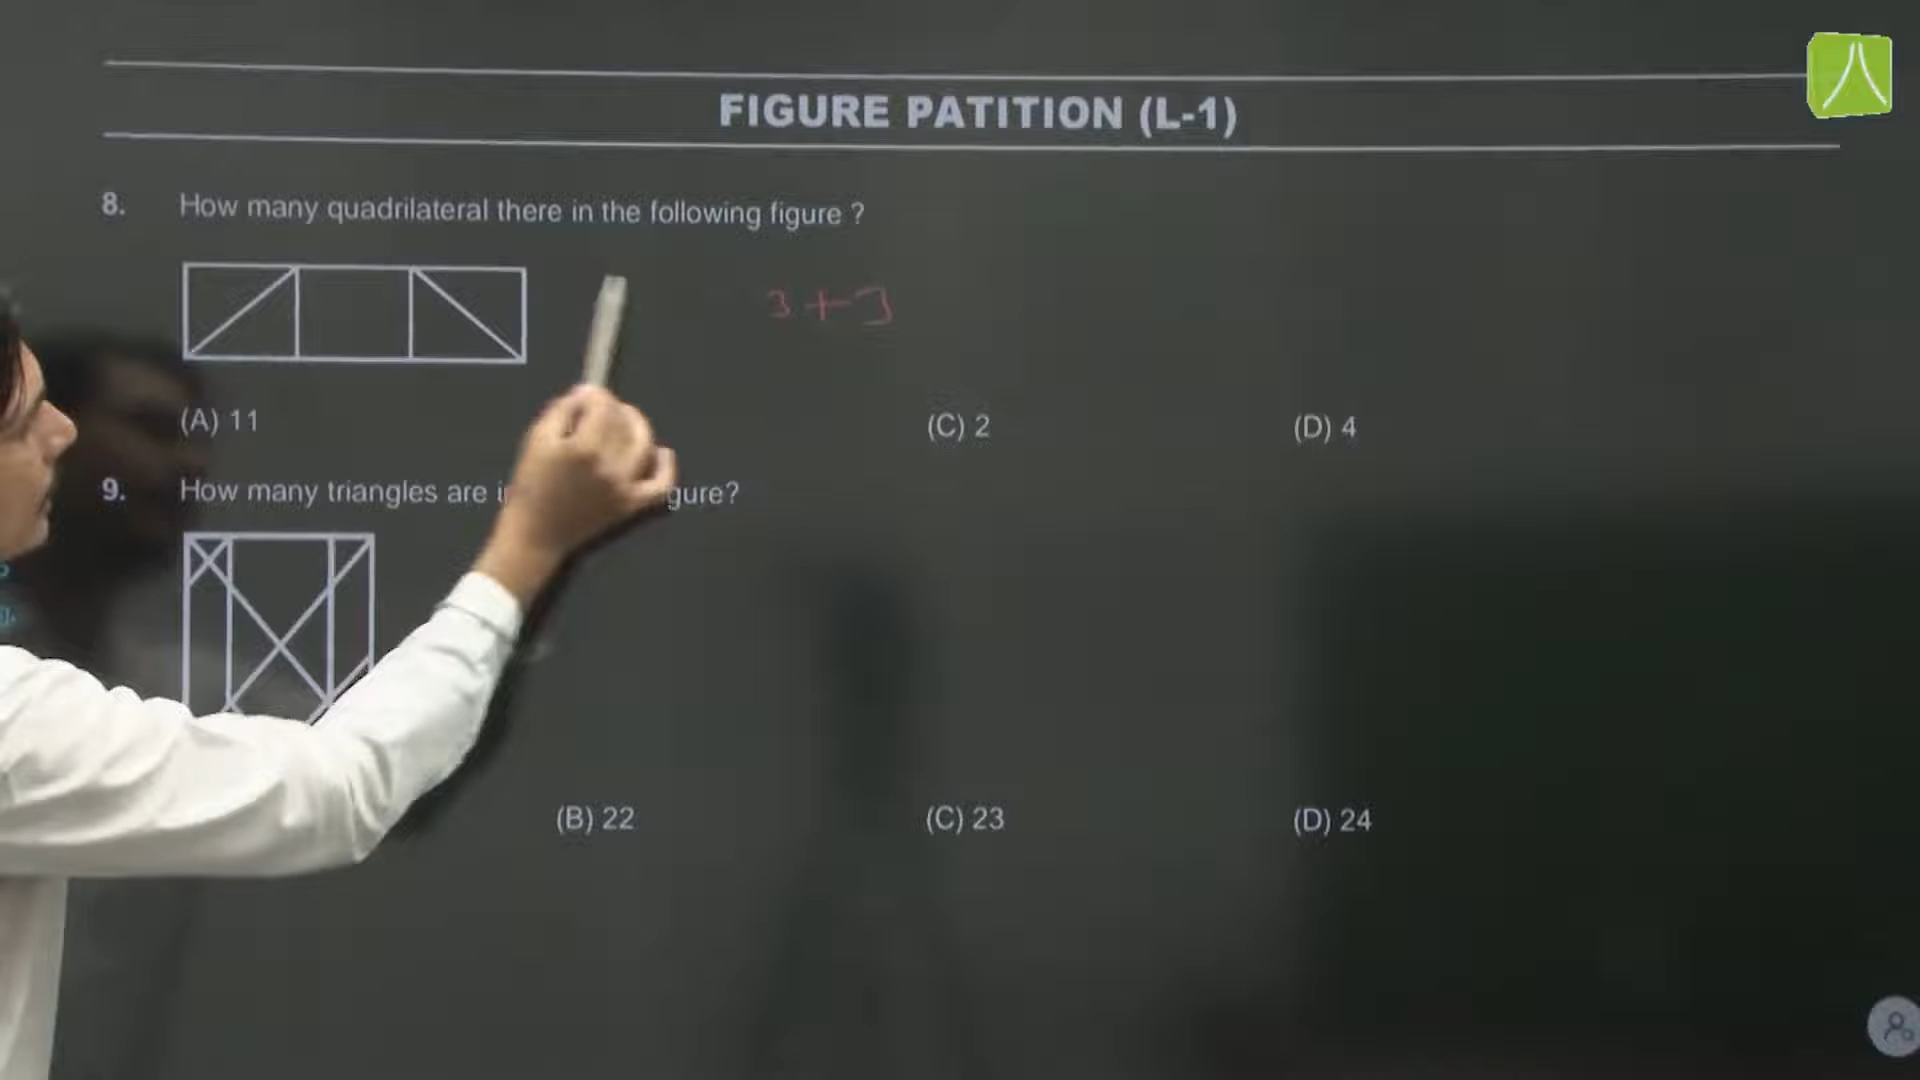 FIGURE PATITION (L-1)
8. How many quadrilateral there in the following figure ?
3+3
(A) 11 (C) 2 (D) 4
9. How many triangles are gure?
(B) 22 (C) 23 (D) 24